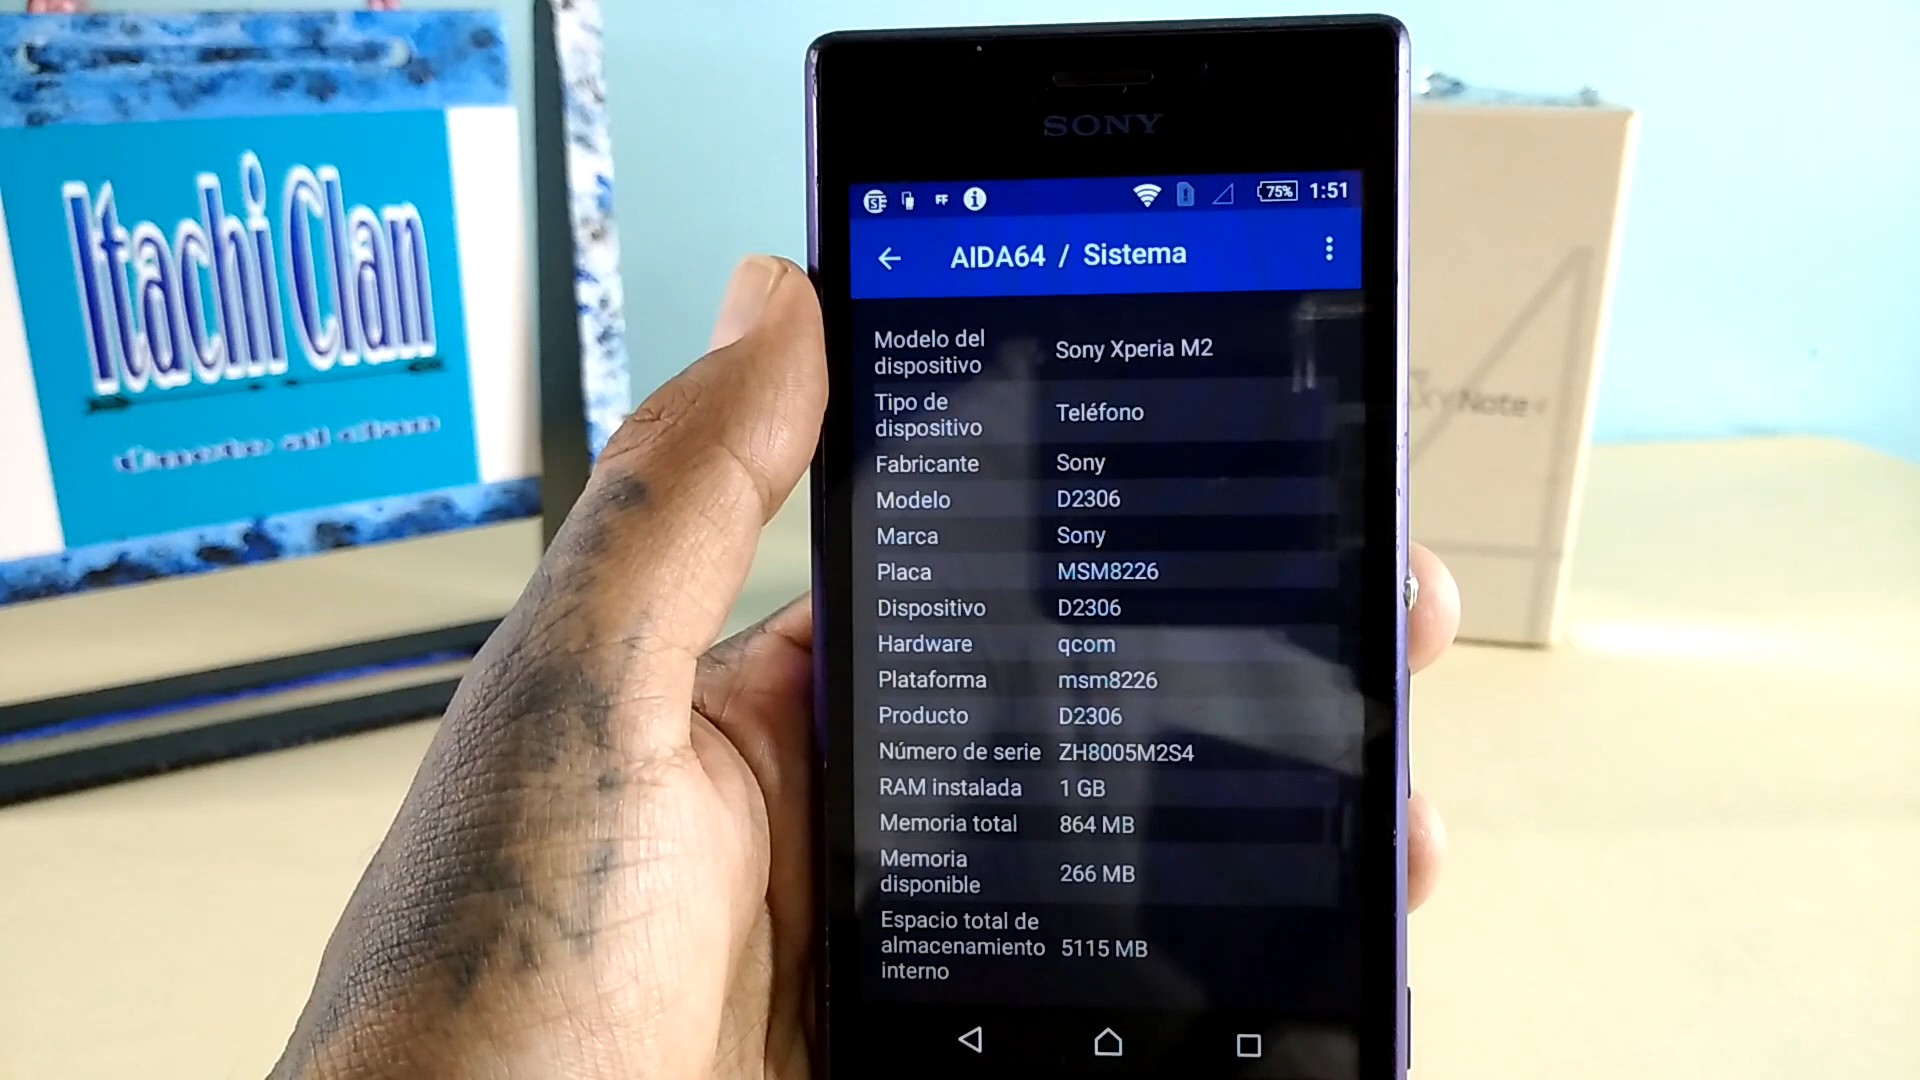 Itachi Clan
SONY
FF
75% 1:51
AIDA64 / Sistema
Modelo del
dispositivo
Sony Xperia M2
Tipo de
dispositivo
Teléfono
Fabricante Sony
Modelo D2306
Marca Sony
Placa MSM8226
Dispositivo D2306
Hardware qcom
Plataforma msm8226
Producto D2306
Número de serie ZH8005M2S4
RAM instalada 1 GB
Memoria total 864 MB
Memoria
disponible
266 MB
Espacio total de
almacenamiento
interno
5115 MB
Note